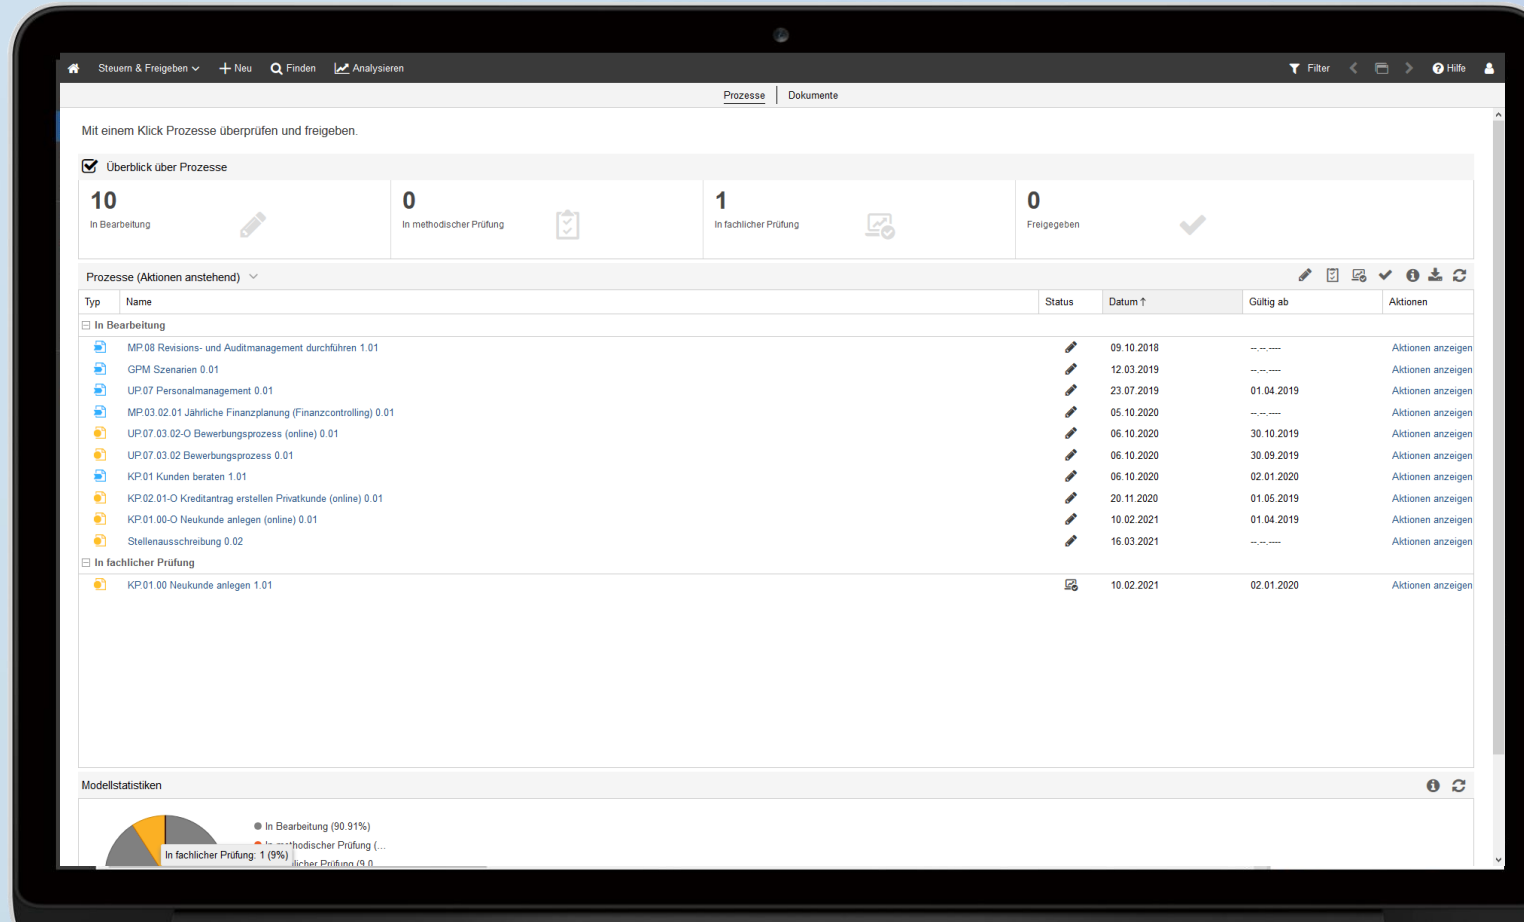 Steuern & Freigeben Neu Finden Analysieren Filter Hilfe
Prozesse Dokumente
Mit einem Klick Prozesse überprüfen und freigeben.
Überblick über Prozesse
10 0 1 0
In Bearbeitung In methodischer Prüfung In fachlicher Prüfung Freigegeben
Prozesse (Aktionen anstehend)
Typ Name Status Datum↑ Gültig ab Aktionen
In Bearbeitung
MP.08 Revisions- und Auditmanagement durchführen 1.01 09.10.2018 --.--.---- Aktionen anzeigen
GPM Szenarien 0.01 12.03.2019 --.--.---- Aktionen anzeigen
UP.07 Personalmanagement 0.01 23.07.2019 01.04.2019 Aktionen anzeigen
MP.03.02.01 Jährliche Finanzplanung (Finanzcontrolling) 0.01 05.10.2020 --.--.---- Aktionen anzeigen
UP.07.03.02-O Bewerbungsprozess (online) 0.01 06.10.2020 30.10.2019 Aktionen anzeigen
UP.07.03.02 Bewerbungsprozess 0.01 06.10.2020 30.09.2019 Aktionen anzeigen
KP.01 Kunden beraten 1.01 06.10.2020 02.01.2020 Aktionen anzeigen
KP.02.01-O Kreditantrag erstellen Privatkunde (online) 0.01 20.11.2020 01.05.2019 Aktionen anzeigen
KP.01.00-O Neukunde anlegen (online) 0.01 10.02.2021 01.04.2019 Aktionen anzeigen
Stellenausschreibung 0.02 16.03.2021 --.--.---- Aktionen anzeigen
In fachlicher Prüfung
KP.01.00 Neukunde anlegen 1.01 10.02.2021 02.01.2020 Aktionen anzeigen
Modellstatistiken
In Bearbeitung (90.91%)
In methodischer Prüfung (...
In fachlicher Prüfung: 1 (9%)
Prüfung (9.0